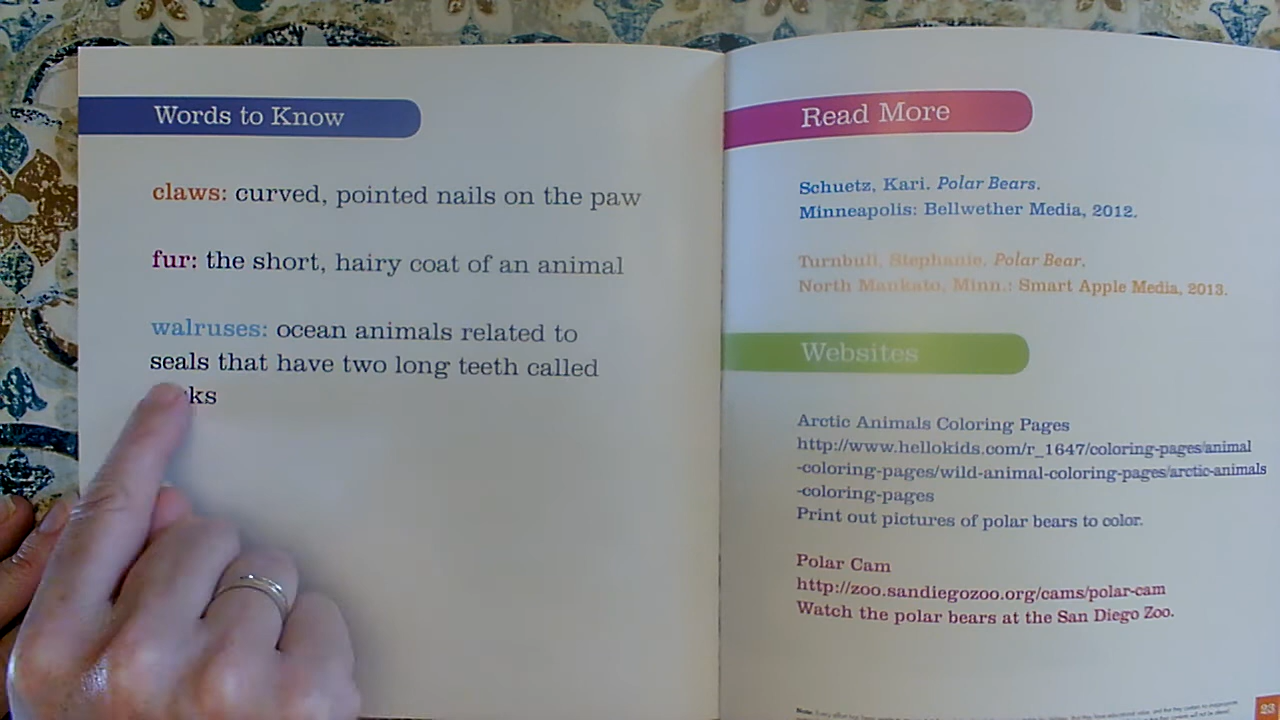 Words to Know
claws: curved, pointed nails on the paw
fur: the short, hairy coat of an animal
walruses: ocean animals related to
seals that have two long teeth called
Read More
Schuetz, Kari. Polar Bears.
Minneapolis: Bellwether Media, 2012.
Turnbull, Stephanie. Polar Bear.
North Mankato, Minn.: Smart Apple Media, 2013.
Websites
Arctic Animals Coloring Pages
http://www.hellokids.com/r_1647/coloring-pages/animal
-coloring-pages/wild-animal-coloring-pages/arctic-animals
-coloring-pages
Print out pictures of polar bears to color.
Polar Cam
http://zoo.sandiegozoo.org/cams/polar-cam
Watch the polar bears at the San Diego Zoo.
23